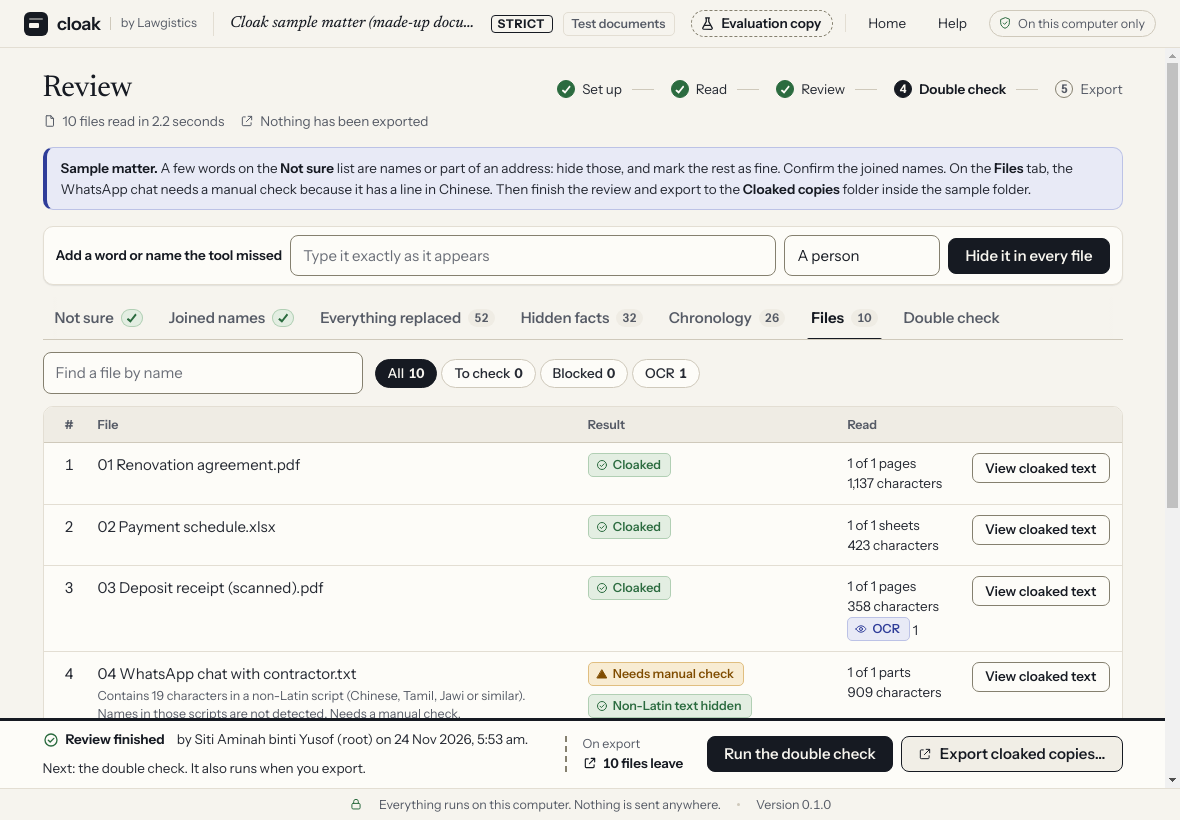 cloak by Lawgistics Cloak sample matter (made-up docu... STRICT Test documents Evaluation copy Home Help On this computer only
Review
Set up Read Review 4 Double check 5 Export
10 files read in 2.2 seconds Nothing has been exported
Sample matter. A few words on the Not sure list are names or part of an address: hide those, and mark the rest as fine. Confirm the joined names. On the Files tab, the
WhatsApp chat needs a manual check because it has a line in Chinese. Then finish the review and export to the Cloaked copies folder inside the sample folder.
Add a word or name the tool missed Type it exactly as it appears A person Hide it in every file
Not sure Joined names Everything replaced 52 Hidden facts 32 Chronology 26 Files 10 Double check
Find a file by name All 10 To check 0 Blocked 0 OCR 1
# File Result Read
1 01 Renovation agreement.pdf Cloaked 1 of 1 pages View cloaked text
1,137 characters
2 02 Payment schedule.xlsx Cloaked 1 of 1 sheets View cloaked text
423 characters
3 03 Deposit receipt (scanned).pdf Cloaked 1 of 1 pages View cloaked text
358 characters
OCR 1
4 04 WhatsApp chat with contractor.txt Needs manual check 1 of 1 parts View cloaked text
Contains 19 characters in a non-Latin script (Chinese, Tamil, Jawi or similar). 909 characters
Names in those scripts are not detected. Needs a manual check. Non-Latin text hidden
Review finished by Siti Aminah binti Yusof (root) on 24 Nov 2026, 5:53 am. On export
10 files leave Run the double check Export cloaked copies...
Next: the double check. It also runs when you export.
Everything runs on this computer. Nothing is sent anywhere. • Version 0.1.0